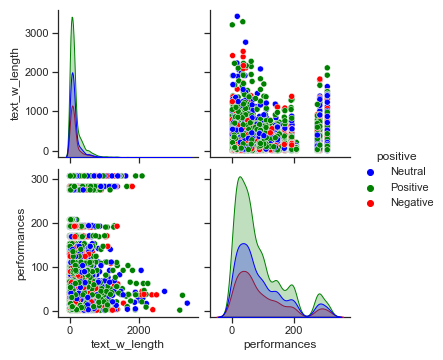 3000
2000
1000
0
text_w_length
positive
Neutral
Positive
Negative
300
200
100
0
performances
0
2000
text_w_length
0
200
performances